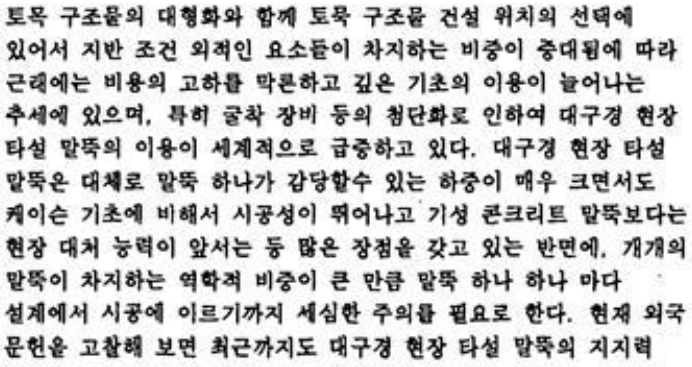 토목 구조물의 대형화와 함께 토목 구조물 건설 위치의 선택에
있어서 지반 조건 외적인 요소들이 차지하는 비중이 증대됨에 따라
근래에는 비용의 고하를 막론하고 깊은 기초의 이용이 늘어나는
추세에 있으며, 특히 굴착 장비 등의 첨단화로 인하여 대구경 현장
타설 말뚝의 이용이 세계적으로 급증하고 있다. 대구경 현장 타설
말뚝은 대체로 말뚝 하나가 감당할수 있는 하중이 매우 크면서도
케이슨 기초에 비해서 시공성이 뛰어나고 기성 콘크리트 말뚝보다는
현장 대처 능력이 앞서는 등 많은 장점을 갖고 있는 반면에, 개개의
말뚝이 차지하는 역학적 비중이 큰 만큼 말뚝 하나 하나 마다
설계에서 시공에 이르기까지 세심한 주의를 필요로 한다. 현재 외국
문헌을 고찰해 보면 최근까지도 대구경 현장 타설 말뚝의 지지력